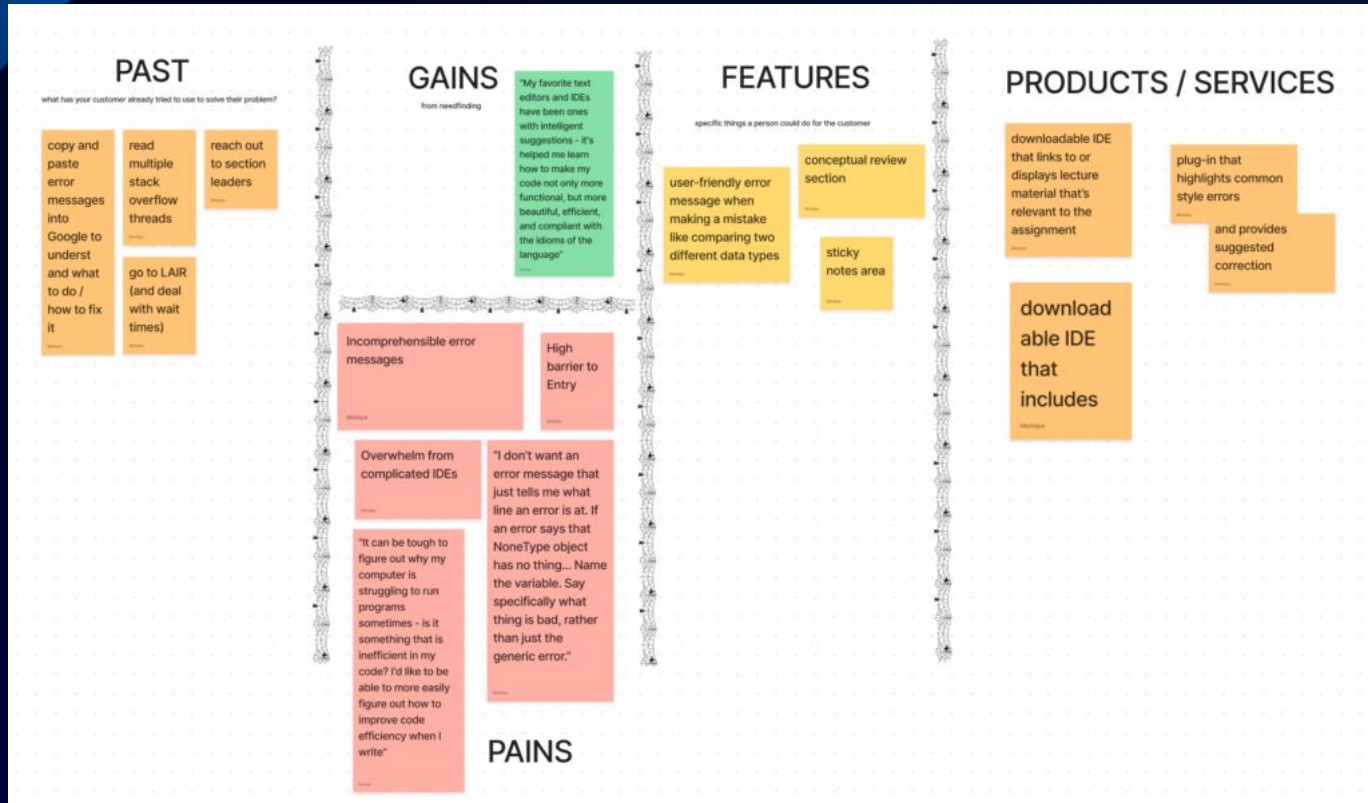 PAST
what has your customer already tried to use to solve their problem?
copy and
paste
error
messages
into
Google to
underst
and what
to do /
how to fix
it
read
multiple
stack
overflow
threads
reach out
to section
leaders
go to LAIR
(and deal
with wait
times)
GAINS
from needfinding
"My favorite text
editors and IDEs
have been ones
with intelligent
suggestions - it's
helped me learn
how to make my
code not only more
functional, but more
beautiful, efficient,
and compliant with
the idioms of the
language"
Incomprehensible error
messages
Monique
High
barrier to
Entry
Monique
Overwhelm from
complicated IDEs
Monique
"I don't want an
error message that
just tells me what
line an error is at. If
an error says that
NoneType object
has no thing... Name
the variable. Say
specifically what
thing is bad, rather
than just the
generic error."
"It can be tough to
figure out why my
computer is
struggling to run
programs
sometimes - is it
something that is
inefficient in my
code? I'd like to be
able to more easily
figure out how to
improve code
efficiency when I
write"
PAINS
FEATURES
specific things a person could do for the customer
user-friendly error
message when
making a mistake
like comparing two
different data types
Monique
conceptual review
section
sticky
notes area
PRODUCTS / SERVICES
downloadable IDE
that links to or
displays lecture
material that's
relevant to the
assignment
plug-in that
highlights common
style errors
and provides
suggested
correction
download
able IDE
that
includes
Monique